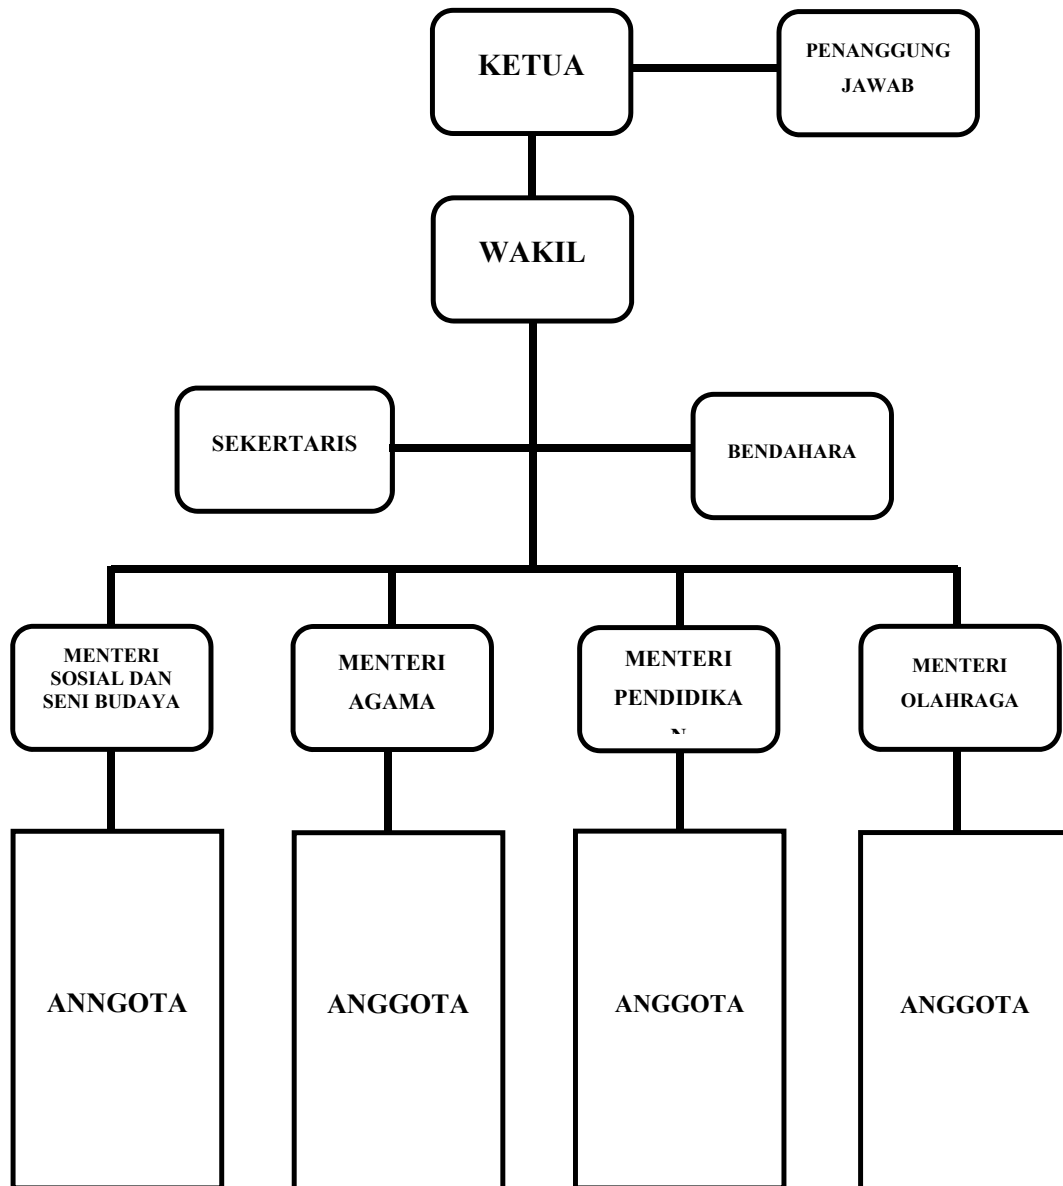 KETUA
PENANGGUNG
JAWAB
WAKIL
SEKERTARIS
BENDAHARA
MENTERI
SOSIAL DAN
SENI BUDAYA
MENTERI
AGAMA
MENTERI
PENDIDIKA
N
MENTERI
OLAHRAGA
ANNGOTA
ANGGOTA
ANGGOTA
ANGGOTA